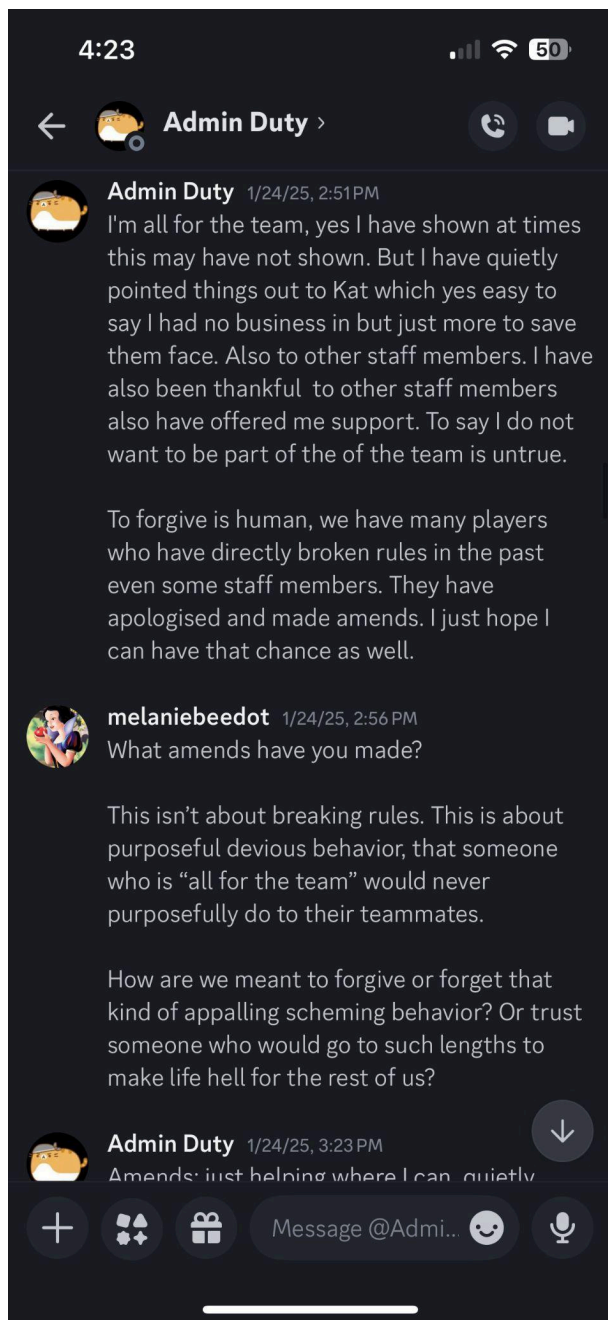 4:23
50
Admin Duty >
Admin Duty 1/24/25, 2:51 PM
I'm all for the team, yes I have shown at times
this may have not shown. But I have quietly
pointed things out to Kat which yes easy to
say I had no business in but just more to save
them face. Also to other staff members. I have
also been thankful  to other staff members
also have offered me support. To say I do not
want to be part of the of the team is untrue.
To forgive is human, we have many players
who have directly broken rules in the past
even some staff members. They have
apologised and made amends. I just hope I
can have that chance as well.
melaniebeedot 1/24/25, 2:56 PM
What amends have you made?
This isn’t about breaking rules. This is about
purposeful devious behavior, that someone
who is “all for the team” would never
purposefully do to their teammates.
How are we meant to forgive or forget that
kind of appalling scheming behavior? Or trust
someone who would go to such lengths to
make life hell for the rest of us?
Admin Duty 1/24/25, 3:23 PM
Amends: just helping where I can, quietly
Message @Admi...